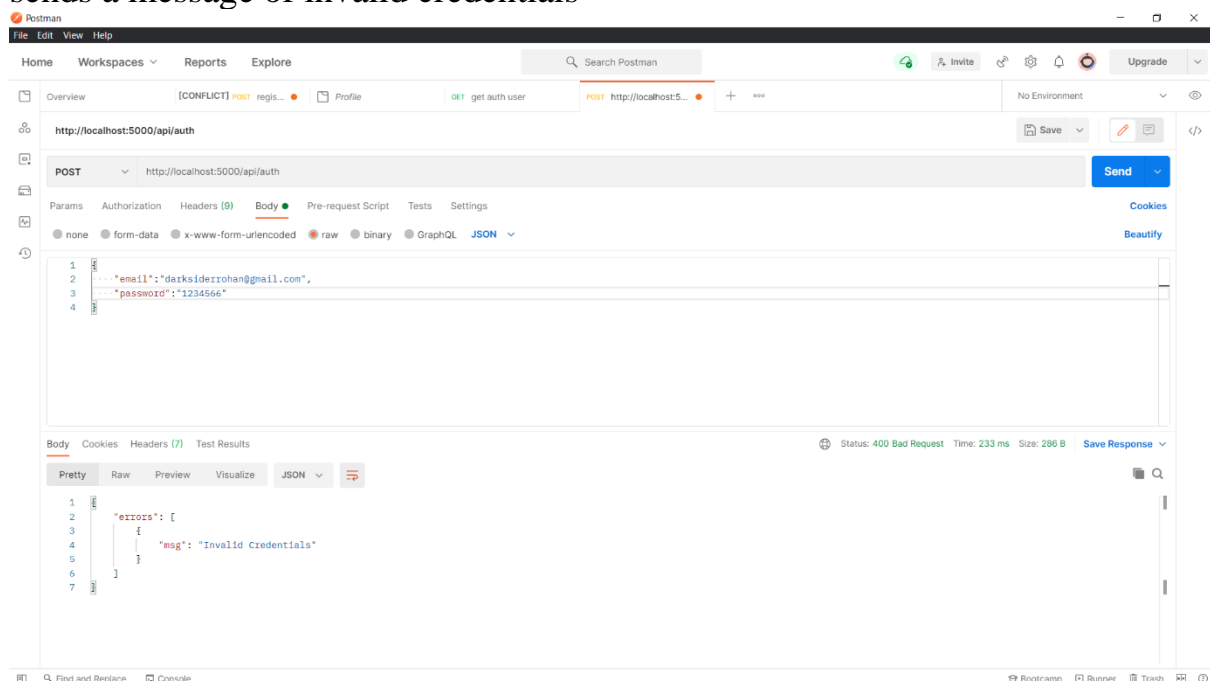 sends a message of invalid credentials
Postman
File Edit View Help
Home Workspaces Reports Explore Search Postman Invite Upgrade
Overview [CONFLICT] POST regis... Profile GET get auth user POST http://localhost:5... + ooo No Environment
http://localhost:5000/api/auth Save </>
POST http://localhost:5000/api/auth Send
Params Authorization Headers (9) Body Pre-request Script Tests Settings Cookies
none form-data x-www-form-urlencoded raw binary GraphQL JSON Beautify
1 {
2 ····"email":"darksiderrohan@gmail.com",
3 ····"password":"1234566"
4 }
Body Cookies Headers (7) Test Results Status: 400 Bad Request Time: 233 ms Size: 286 B Save Response
Pretty Raw Preview Visualize JSON
1 {
2 "errors": [
3 {
4 "msg": "Invalid Credentials"
5 }
6 ]
7 }
Find and Replace Console Bootcamp Runner Trash